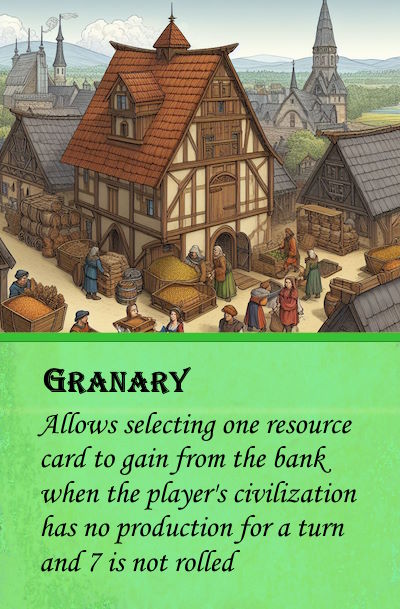 Granary
Allows selecting one resource
card to gain from the bank
when the player's civilization
has no production for a turn
and 7 is not rolled